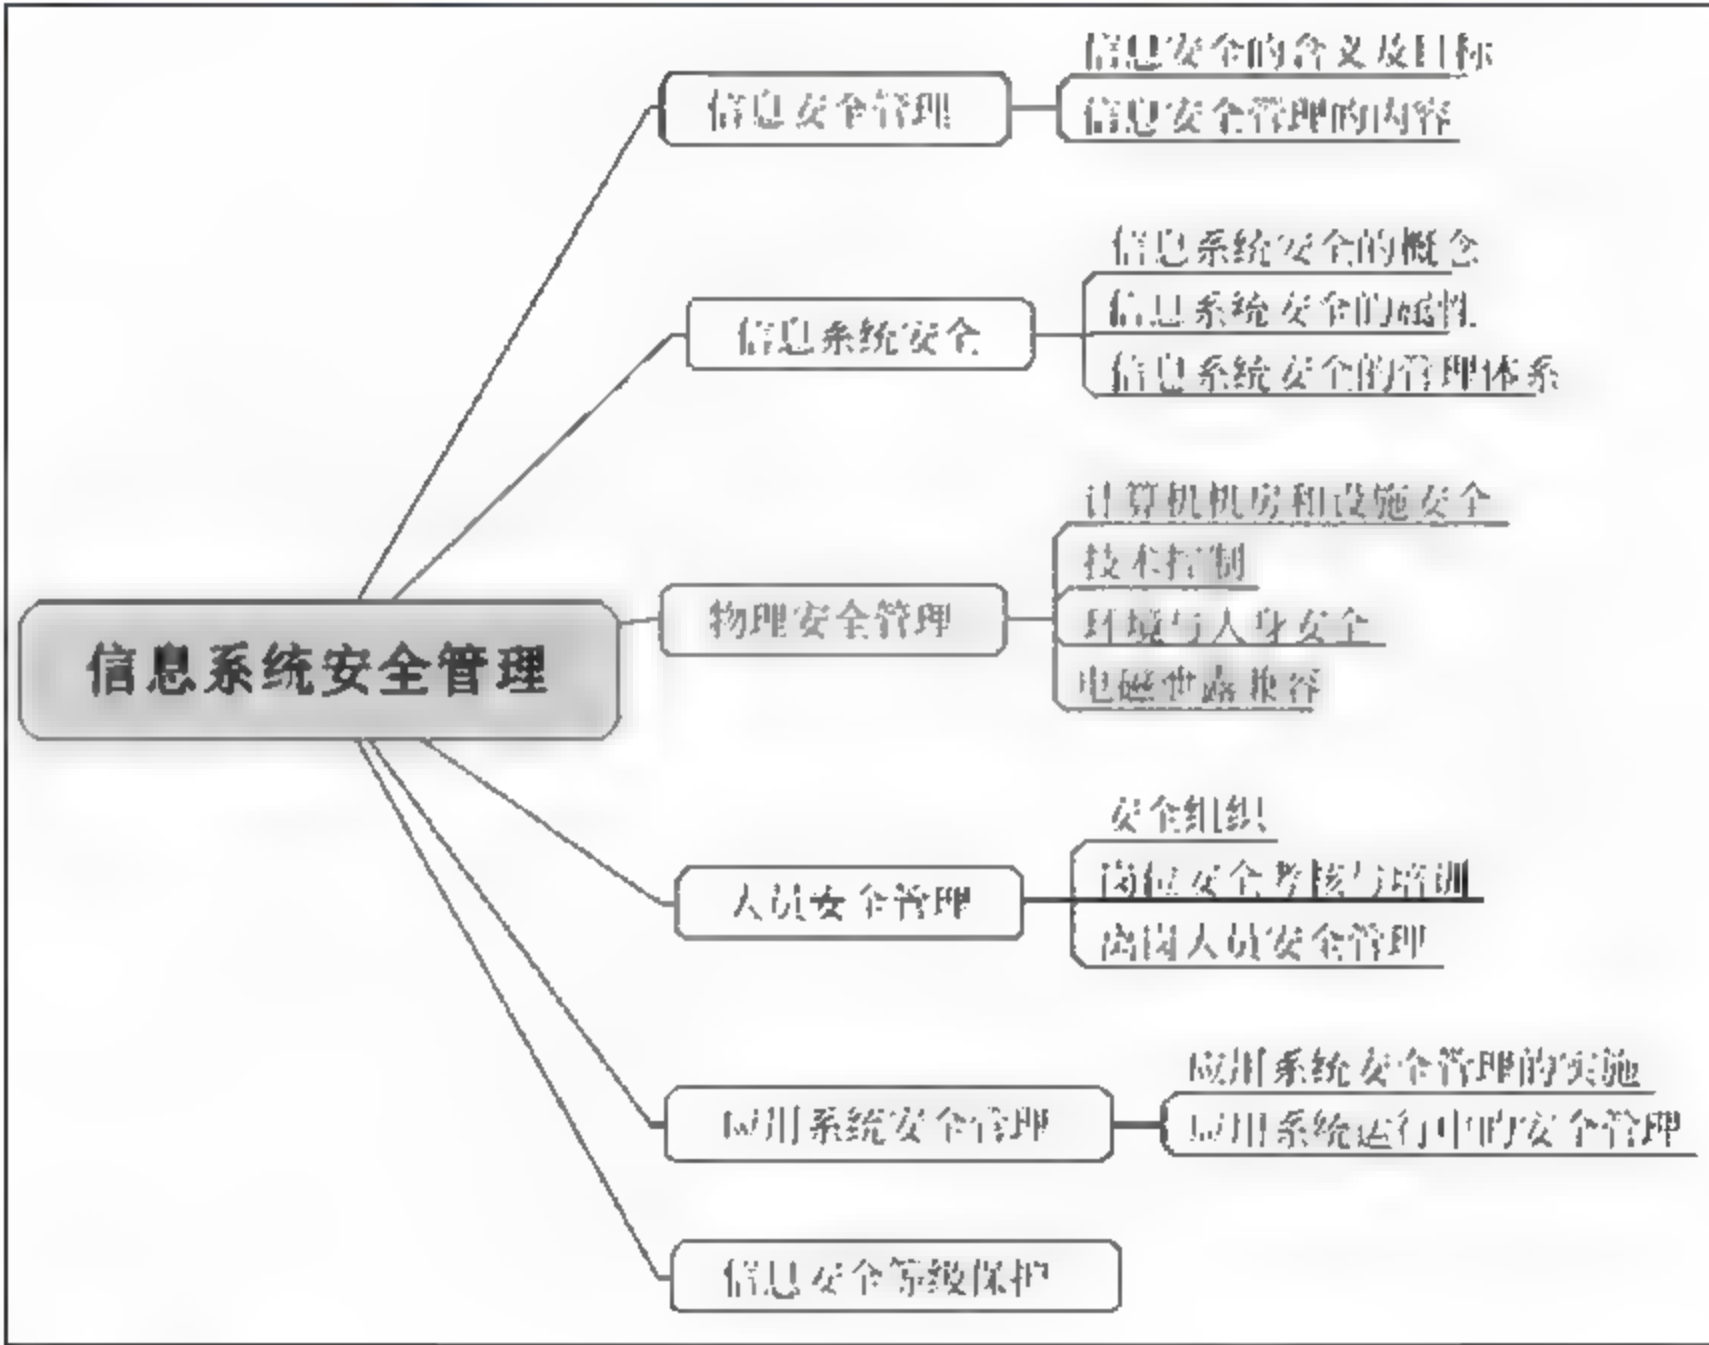 信息系统安全管理
信息安全管理
信息安全的含义及目标
信息安全管理的内容
信息系统安全
信息系统安全的概念
信息系统安全的属性
信息系统安全的管理体系
物理安全管理
计算机机房和设施安全
技术控制
环境与人身安全
电磁泄露兼容
人员安全管理
安全组织
岗位安全考核与培训
离岗人员安全管理
应用系统安全管理
应用系统安全管理的实施
应用系统运行中的安全管理
信息安全等级保护